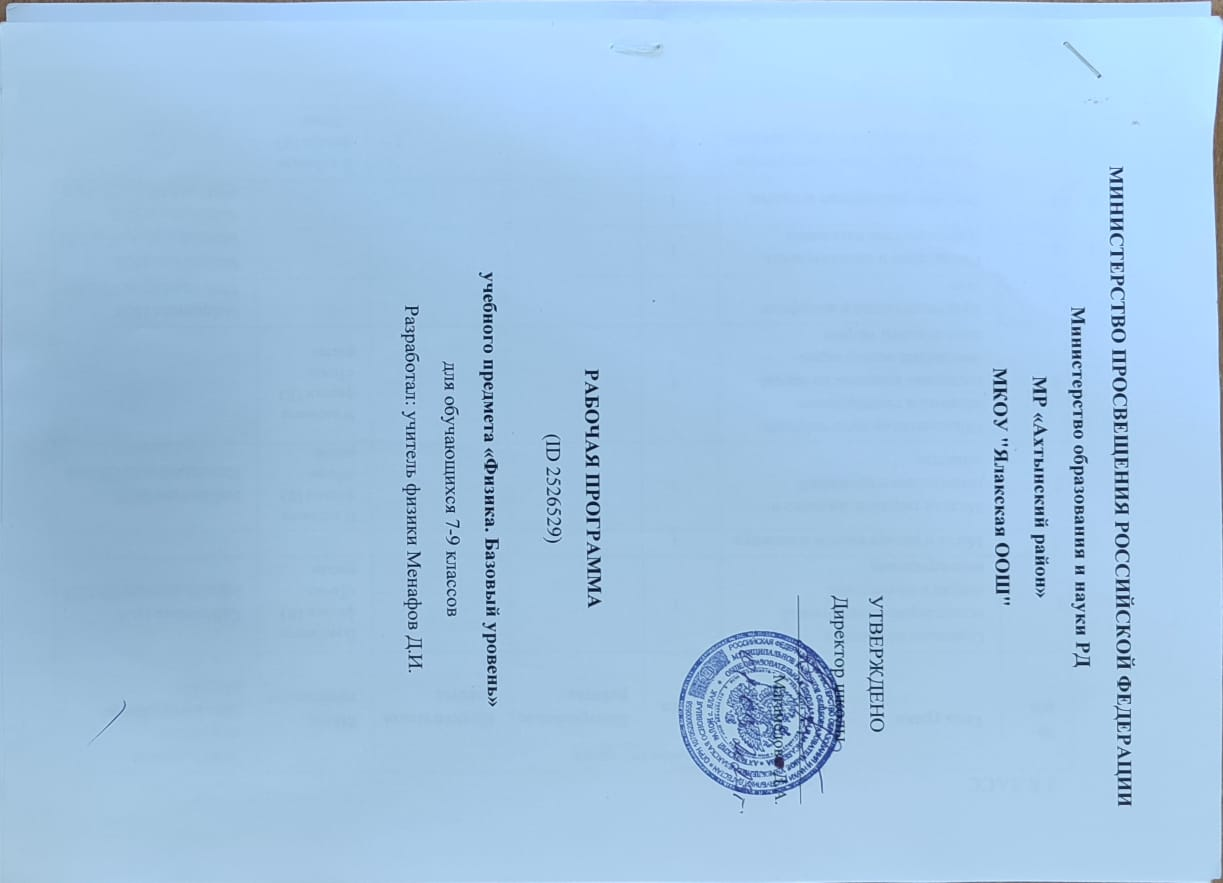 МИНИСТЕРСТВО ПРОСВЕЩЕНИЯ РОССИЙСКОЙ ФЕДЕРАЦИИ
Министерство образования и науки РД
МР «Ахтынский район»
МКОУ "Ялакская ООШ"
УТВЕРЖДЕНО
Директор школы
РАБОЧАЯ ПРОГРАММА
(ID 2526529)
учебного предмета «Физика. Базовый уровень»
для обучающихся 7-9 классов
Разработал: учитель физики Менафов Д.И.